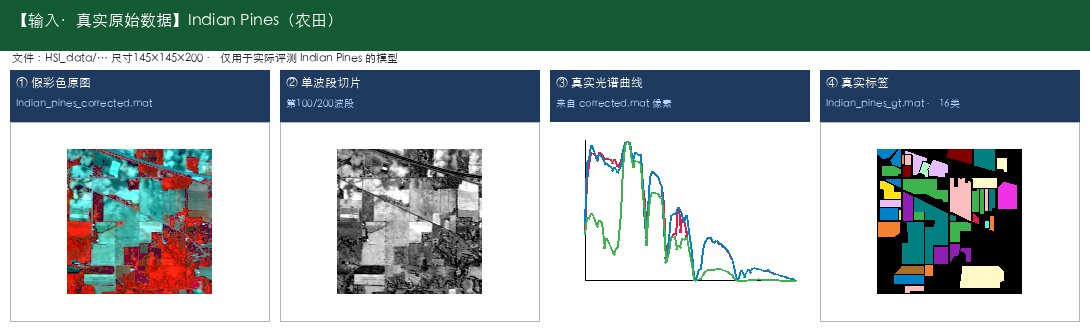 【输入· 真实原始数据】Indian Pines（农田）
文件：HSI_data/… 尺寸145×145×200 · 仅用于实际评测 Indian Pines 的模型
① 假彩色原图
Indian_pines_corrected.mat
② 单波段切片
第100/200波段
③ 真实光谱曲线
来自 corrected.mat 像素
④ 真实标签
Indian_pines_gt.mat · 16类